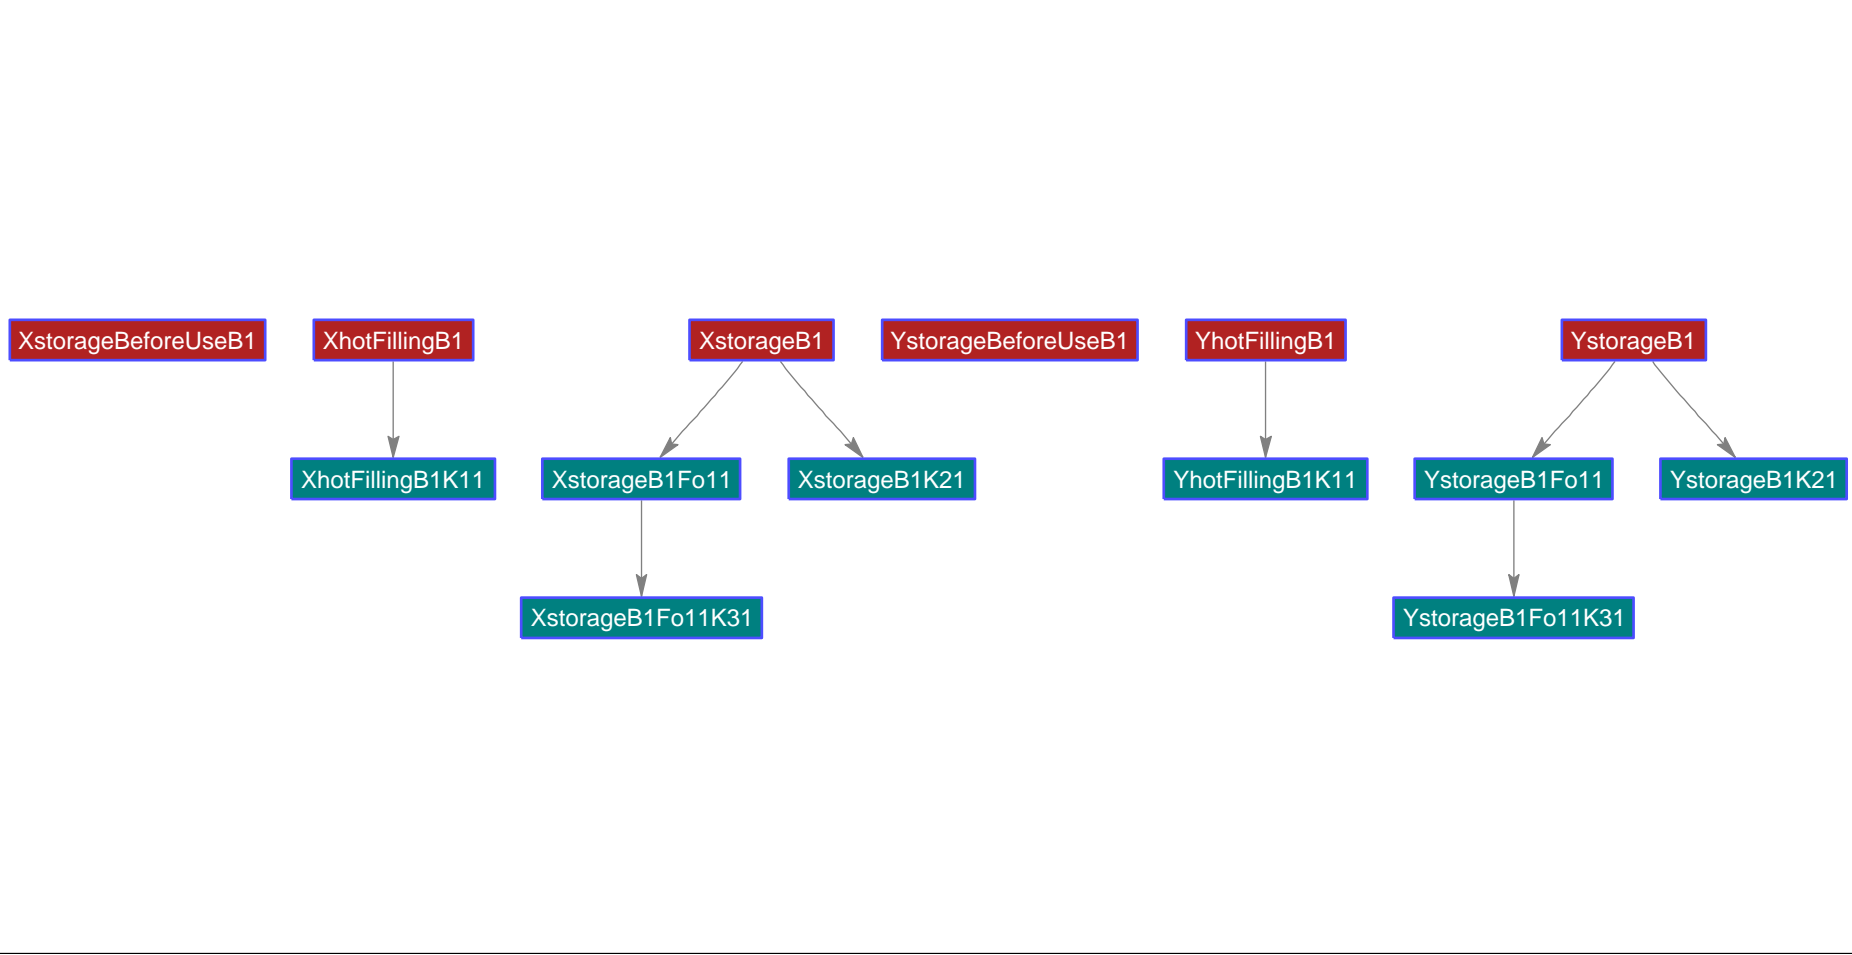 XstorageBeforeUseB1
XhotFillingB1
XstorageB1
YstorageBeforeUseB1
YhotFillingB1
YstorageB1
XhotFillingB1K11
XstorageB1Fo11
XstorageB1K21
YhotFillingB1K11
YstorageB1Fo11
YstorageB1K21
XstorageB1Fo11K31
YstorageB1Fo11K31